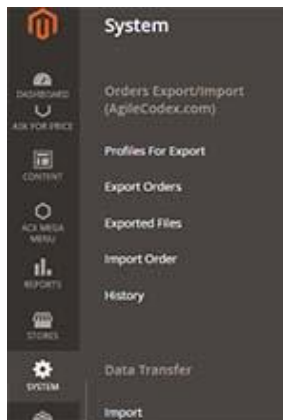 System
DASHBOARD
ASK FOR PRICE
CONTENT
ACX MEGA
MENU
REPORTS
STORES
SYSTEM
Orders Export/Import
(AgileCodex.com)
Profiles For Export
Export Orders
Exported Files
Import Order
History
Data Transfer
Import